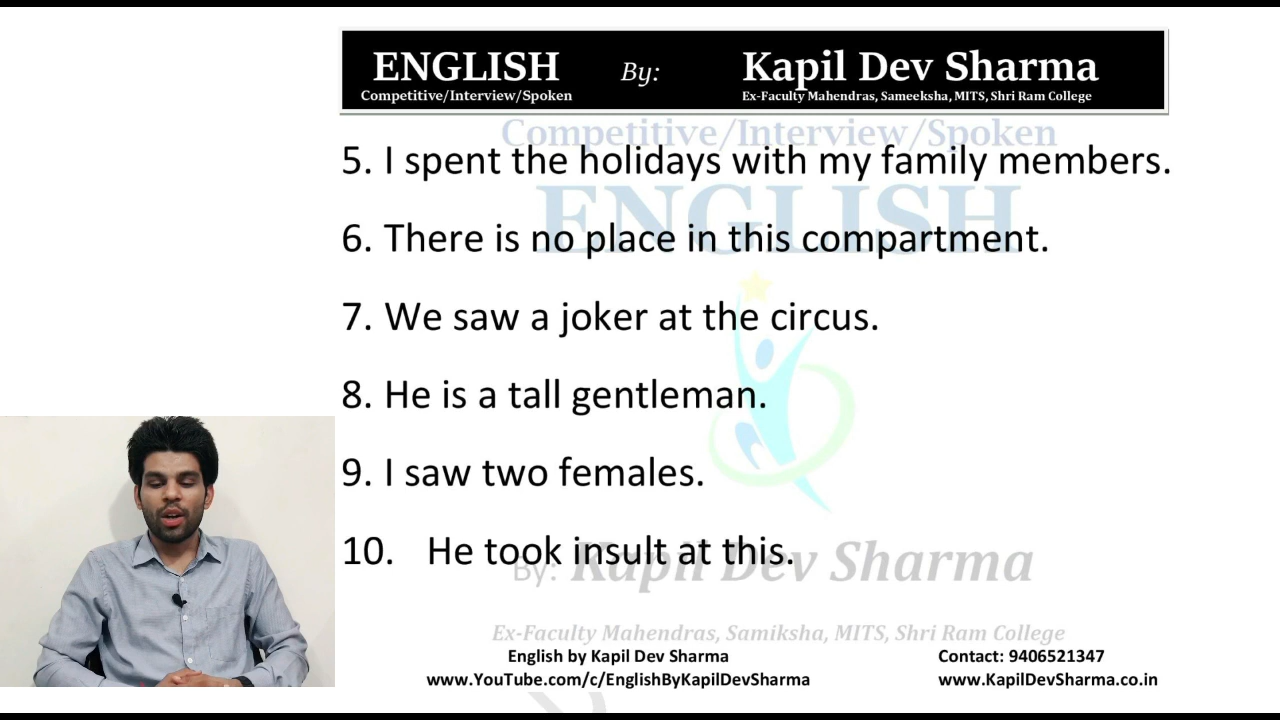 ENGLISH By: Kapil Dev Sharma
Competitive/Interview/Spoken Ex-Faculty Mahendras, Sameeksha, MITS, Shri Ram College
Competitive/Interview/Spoken
5. I spent the holidays with my family members.
ENGLISH
6. There is no place in this compartment.
7. We saw a joker at the circus.
8. He is a tall gentleman.
9. I saw two females.
10. He took insult at this.
By: Kapil Dev Sharma
Ex-Faculty Mahendras, Samiksha, MITS, Shri Ram College
English by Kapil Dev Sharma Contact: 9406521347
www.YouTube.com/c/EnglishByKapilDevSharma www.KapilDevSharma.co.in